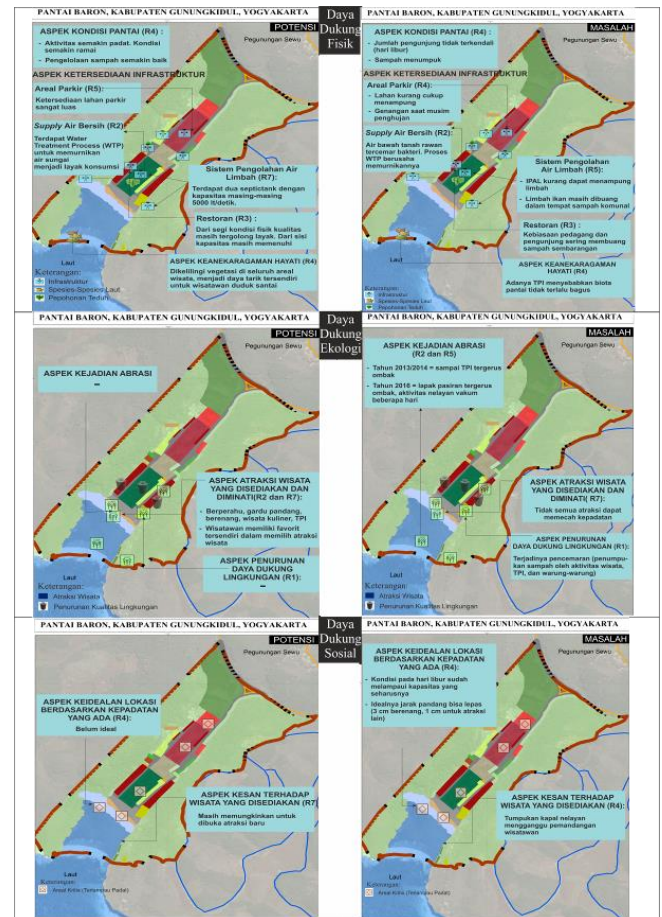 PANTAI BARON, KABUPATEN GUNUNGKIDUL, YOGYAKARTA
Daya
Dukung
Fisik
POTENSI
Pegunungan Sewu
ASPEK KONDISI PANTAI (R4) :
- Aktivitas semakin padat. Kondisi
semakin ramai
- Pengelolaan sampah semakin baik
ASPEK KETERSEDIAAN INFRASTRUKTUR
Areal Parkir (R5):
Ketersediaan lahan parkir
sangat luas
Supply Air Bersih (R2)
Terdapat Water
Treatment Process (WTP)
untuk memurnikan
air sungai
menjadi layak konsumsi
Sistem Pengolahan Air
Limbah (R7):
Terdapat dua septictank dengan
kapasitas masing-masing
5000 lt/detik.
Restoran (R3) :
Dari segi kondisi fisik kualitas
masih tergolong layak. Dari sisi
kapasitas masih memenuhi
ASPEK KEANEKARAGAMAN HAYATI (R4)
Dikelilingi vegetasi di seluruh areal
wisata, menjadi daya tarik tersendiri
untuk wisatawan duduk santai
Laut
Keterangan:
Infrastruktur
Spesies-Spesies Laut
Pepohonan Teduh
PANTAI BARON, KABUPATEN GUNUNGKIDUL, YOGYAKARTA
MASALAH
Pegunungan Sewu
ASPEK KONDISI PANTAI (R4) :
- Jumlah pengunjung tidak terkendali
(hari libur)
- Sampah menumpuk
ASPEK KETERSEDIAAN INFRASTRUKTUR
Areal Parkir (R4):
- Lahan kurang cukup
menampung
- Genangan saat musim
penghujan
Supply Air Bersih (R2)
Air bawah tanah rawan
tercemar bakteri. Proses
WTP berusaha
memurnikannya
Sistem Pengolahan
Air Limbah (R5):
- IPAL kurang dapat menampung
limbah
- Limbah ikan masih dibuang
dalam tempat sampah komunal
Restoran (R3) :
Kebiasaan pedagang dan
pengunjung sering membuang
sampah sembarangan
ASPEK KEANEKARAGAMAN
HAYATI (R4)
Adanya TPI menyebabkan biota
pantai tidak terlalu bagus
Laut
Keterangan:
Infrastruktur
Spesies-Spesies Laut
Pepohonan Teduh
PANTAI BARON, KABUPATEN GUNUNGKIDUL, YOGYAKARTA
Daya
Dukung
Ekologi
POTENSI
Pegunungan Sewu
ASPEK KEJADIAN ABRASI
–
ASPEK ATRAKSI WISATA
YANG DISEDIAKAN DAN
DIMINATI(R2 dan R7):
- Berperahu, gardu pandang,
berenang, wisata kuliner, TPI
- Wisatawan memiliki favorit
tersendiri dalam memilih atraksi
wisata
ASPEK PENURUNAN
DAYA DUKUNG
LINGKUNGAN (R1):
–
Laut
Keterangan:
Atraksi Wisata
Penurunan Kualitas Lingkungan
PANTAI BARON, KABUPATEN GUNUNGKIDUL, YOGYAKARTA
MASALAH
Pegunungan Sewu
ASPEK KEJADIAN ABRASI
(R2 dan R5)
- Tahun 2013/2014 = sampai TPI tergerus
ombak
- Tahun 2016 = lapak pasiran tergerus
ombak, aktivitas nelayan vakum
beberapa hari
ASPEK ATRAKSI WISATA
YANG DISEDIAKAN DAN
DIMINATI( R7):
Tidak semua atraksi dapat
memecah kepadatan
ASPEK PENURUNAN
DAYA DUKUNG LINGKUNGAN (R1):
Terjadinya pencemaran (penumpu-
kan sampah oleh aktivitas wisata,
TPI, dan warung-warung)
Laut
Keterangan:
Atraksi Wisata
Penurunan Kualitas Lingkungan
PANTAI BARON, KABUPATEN GUNUNGKIDUL, YOGYAKARTA
Daya
Dukung
Sosial
POTENSI
Pegunungan Sewu
ASPEK KEIDEALAN LOKASI
BERDASARKAN KEPADATAN
YANG ADA (R4):
Belum ideal
ASPEK KESAN TERHADAP
WISATA YANG DISEDIAKAN (R7
Masih memungkinkan untuk
dibuka atraksi baru
Laut
Keterangan:
Areal Kritis (Terlampau Padat)
PANTAI BARON, KABUPATEN GUNUNGKIDUL, YOGYAKARTA
MASALAH
Pegunungan Sewu
ASPEK KEIDEALAN LOKASI
BERDASARKAN KEPADATAN
YANG ADA (R4):
- Kondisi pada hari libur sudah
melampaui kapasitas yang
seharusnya
- Idealnya jarak pandang bisa lepas
(3 cm berenang, 1 cm untuk atraksi
lain)
ASPEK KESAN TERHADAP
WISATA YANG DISEDIAKAN (R4):
Tumpukan kapal nelayan
mengganggu pemandangan
wisatawan
Laut
Keterangan:
Areal Kritis (Terlampau Padat)